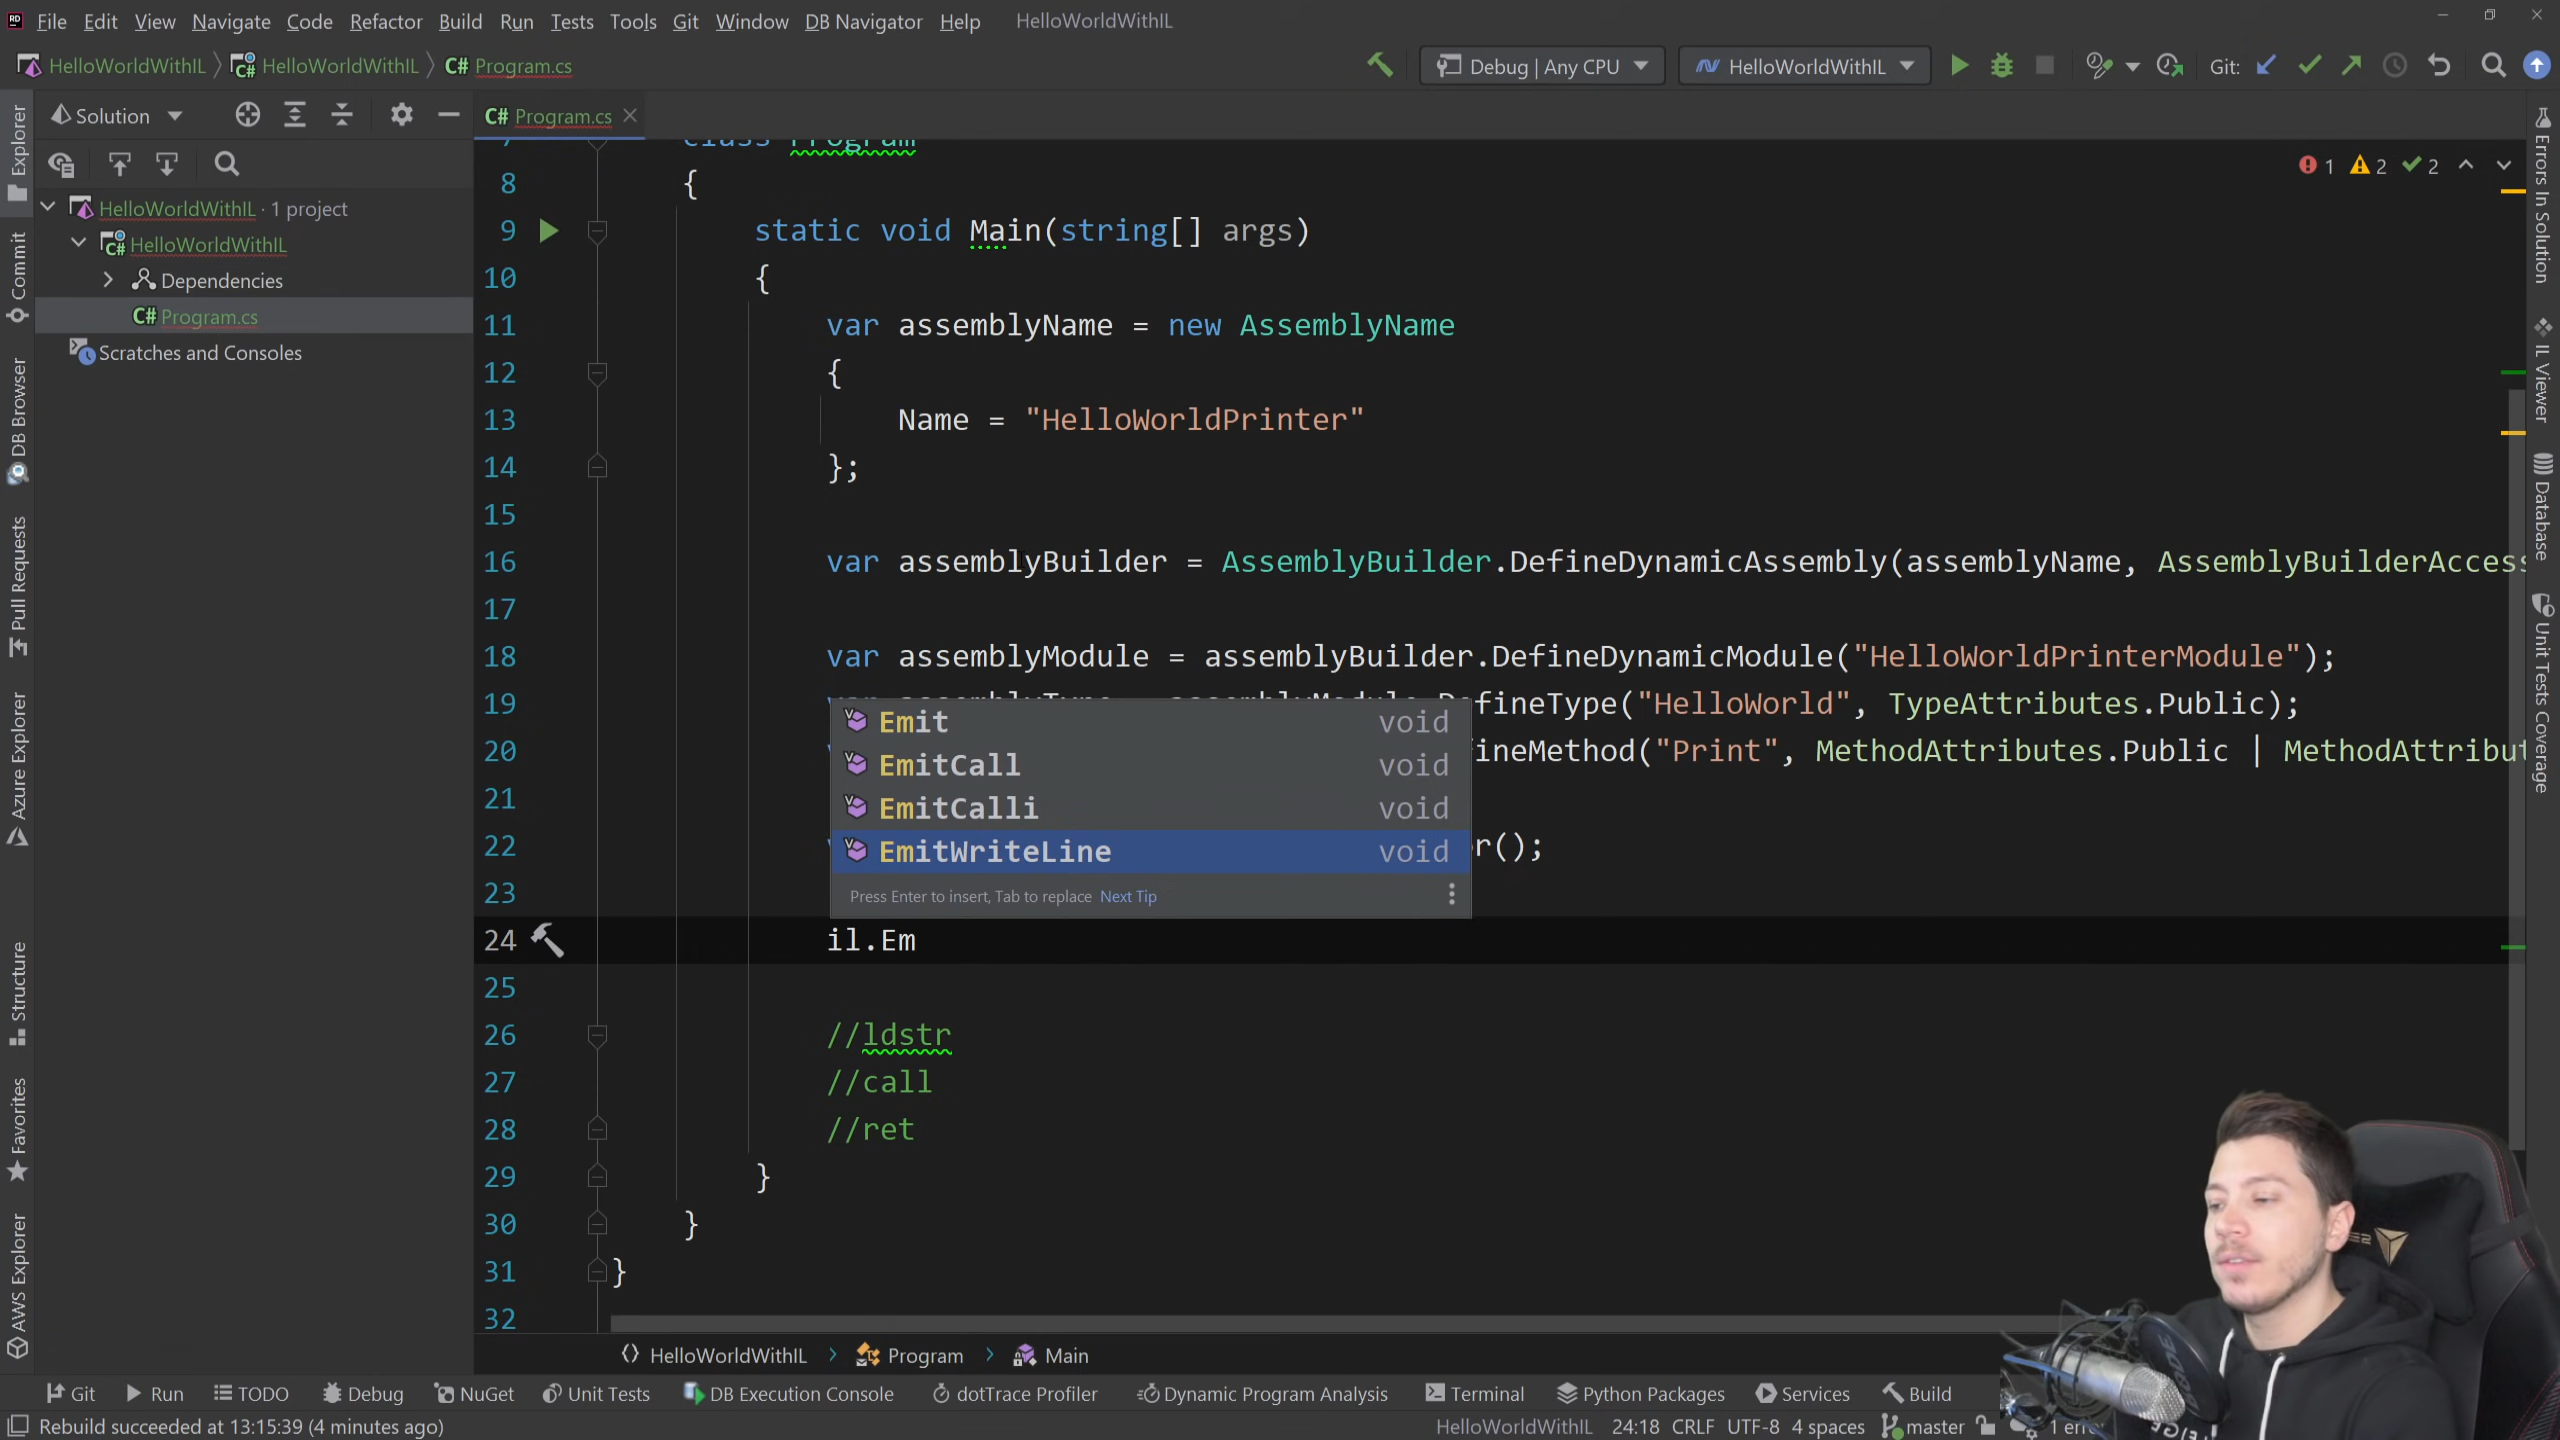 File Edit View Navigate Code Refactor Build Run Tests Tools Git Window DB Navigator Help HelloWorldWithIL
HelloWorldWithIL HelloWorldWithIL C# Program.cs Debug | Any CPU HelloWorldWithIL Git:
Solution
C# Program.cs
HelloWorldWithIL · 1 project
HelloWorldWithIL
Dependencies
C# Program.cs
Scratches and Consoles
Explorer
Commit
DB Browser
Pull Requests
Azure Explorer
Structure
Favorites
AWS Explorer
1 2 2
7 class Program
8 {
9 static void Main(string[] args)
10 {
11 var assemblyName = new AssemblyName
12 {
13 Name = "HelloWorldPrinter"
14 };
15
16 var assemblyBuilder = AssemblyBuilder.DefineDynamicAssembly(assemblyName, AssemblyBuilderAccess
17
18 var assemblyModule = assemblyBuilder.DefineDynamicModule("HelloWorldPrinterModule");
19 var assemblyType = assemblyModule.DefineType("HelloWorld", TypeAttributes.Public);
20 fineMethod("Print", MethodAttributes.Public | MethodAttribut
21
22 r();
23
24 il.Em
25
26 //ldstr
27 //call
28 //ret
29 }
30 }
31 }
32
Emit void
EmitCall void
EmitCalli void
EmitWriteLine void
Press Enter to insert, Tab to replace Next Tip
Errors In Solution
IL Viewer
Database
Unit Tests Coverage
HelloWorldWithIL Program Main
Git Run TODO Debug NuGet Unit Tests DB Execution Console dotTrace Profiler Dynamic Program Analysis Terminal Python Packages Services Build
Rebuild succeeded at 13:15:39 (4 minutes ago) HelloWorldWithIL 24:18 CRLF UTF-8 4 spaces master